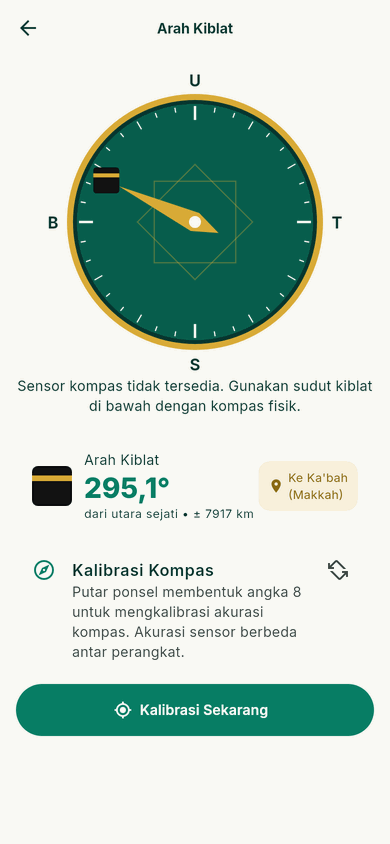 Arah Kiblat
U
B
T
S
Sensor kompas tidak tersedia. Gunakan sudut kiblat
di bawah dengan kompas fisik.
Arah Kiblat
295,1°
dari utara sejati • ± 7917 km
Ke Ka'bah
(Makkah)
Kalibrasi Kompas
Putar ponsel membentuk angka 8
untuk mengkalibrasi akurasi
kompas. Akurasi sensor berbeda
antar perangkat.
Kalibrasi Sekarang